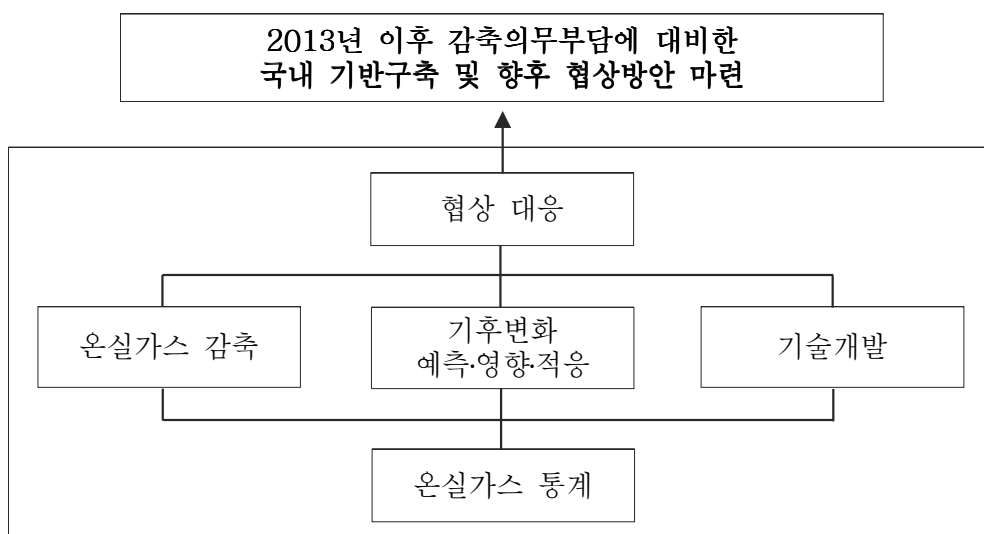 2013년 이후 감축의무부담에 대비한
국내 기반구축 및 향후 협상방안 마련
협상 대응
온실가스 감축
기후변화
예측·영향·적응
기술개발
온실가스 통계